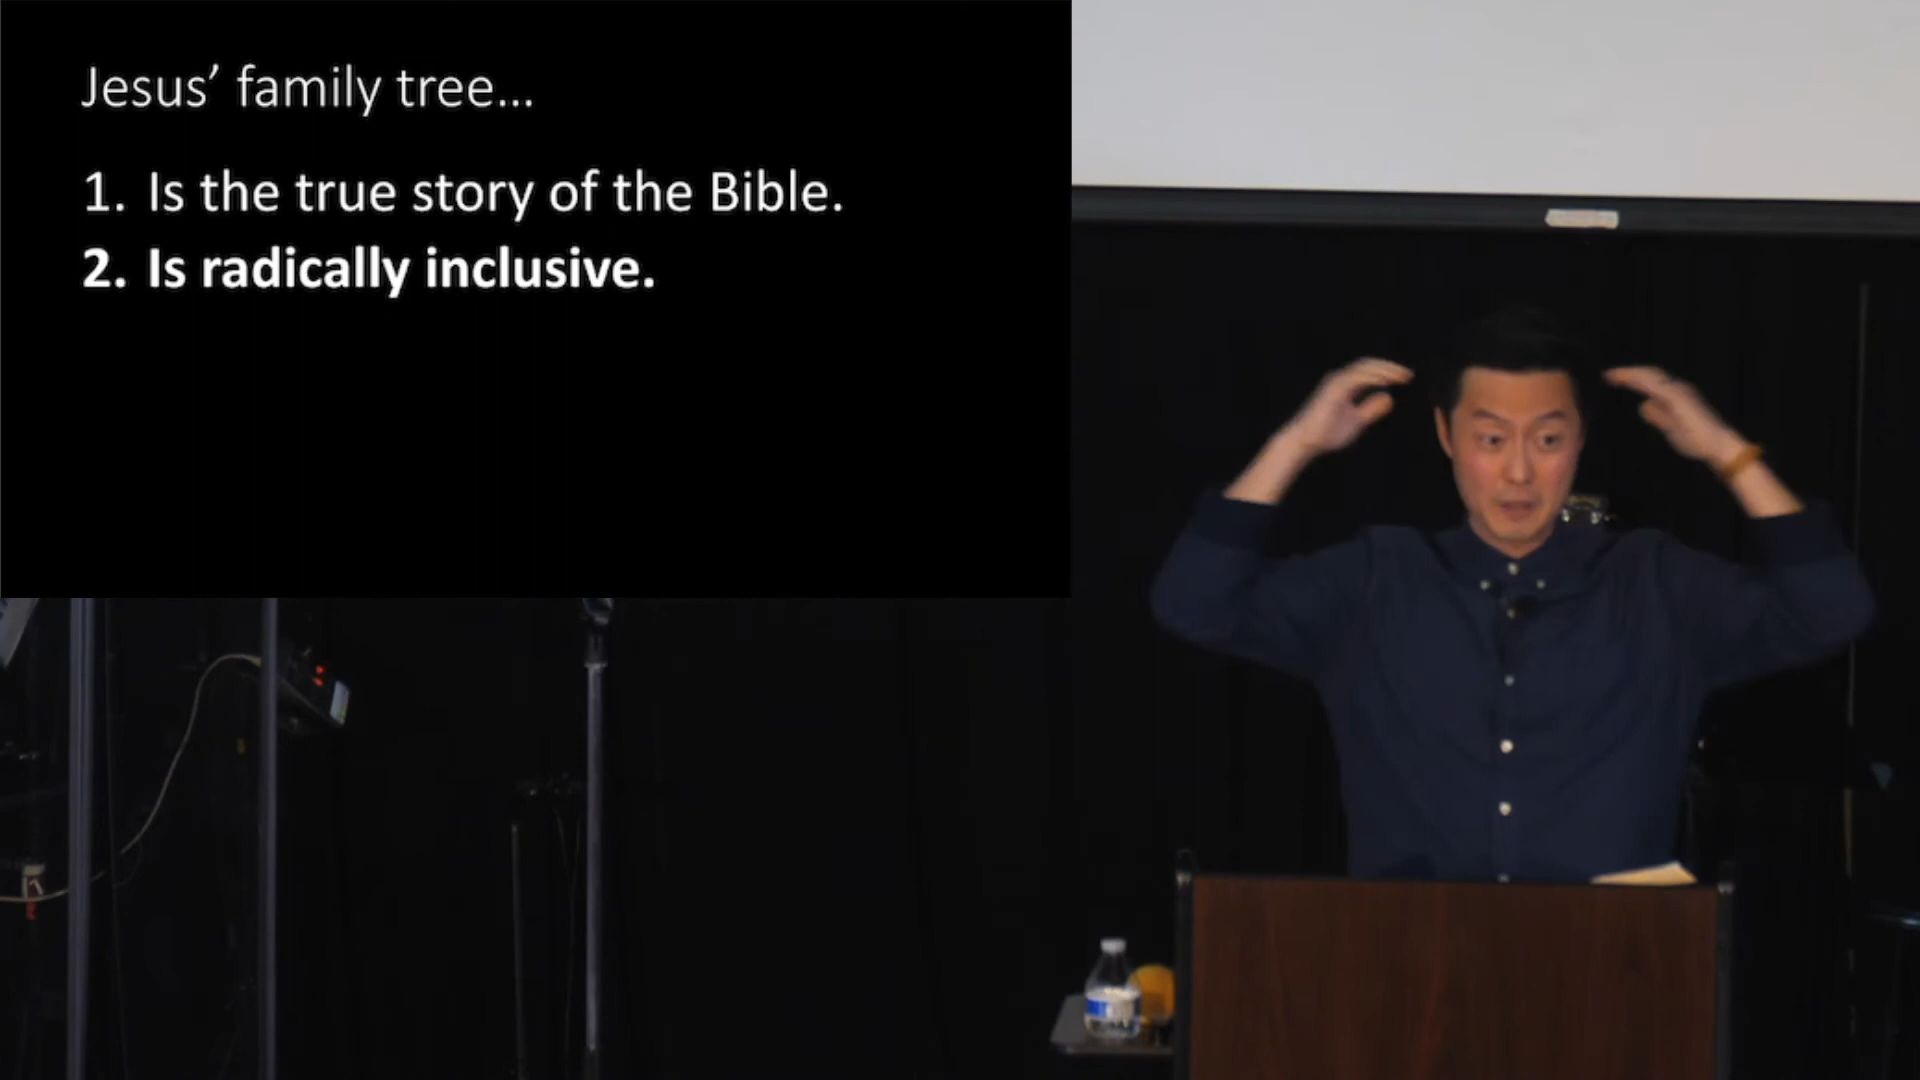 Jesus’ family tree...
1. Is the true story of the Bible.
2. Is radically inclusive.